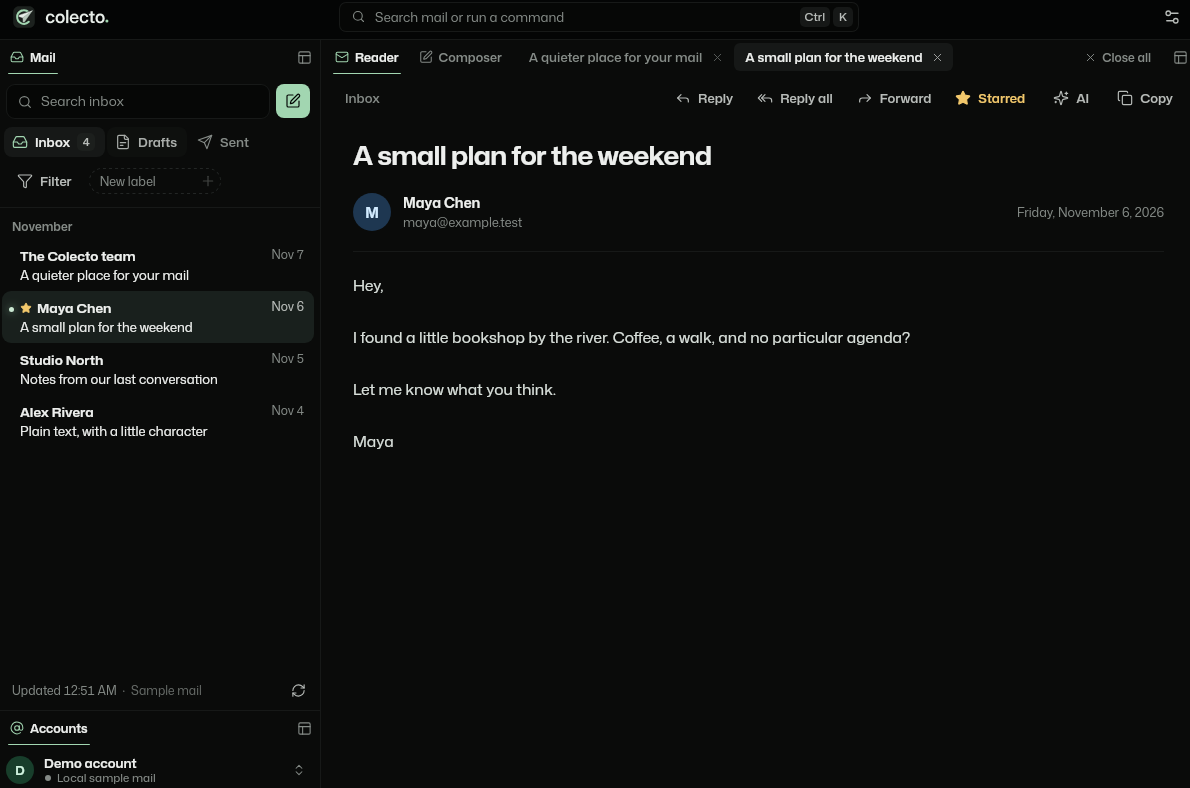 colecto.
Search mail or run a command
Ctrl K
Mail
Search inbox
Inbox 4
Drafts
Sent
Filter
New label
November
The Colecto team Nov 7
A quieter place for your mail
Maya Chen Nov 6
A small plan for the weekend
Studio North Nov 5
Notes from our last conversation
Alex Rivera Nov 4
Plain text, with a little character
Updated 12:51 AM · Sample mail
Accounts
D
Demo account
Local sample mail
Reader
Composer
A quieter place for your mail
A small plan for the weekend
Close all
Inbox
Reply
Reply all
Forward
Starred
AI
Copy
A small plan for the weekend
M
Maya Chen
maya@example.test
Friday, November 6, 2026
Hey,
I found a little bookshop by the river. Coffee, a walk, and no particular agenda?
Let me know what you think.
Maya